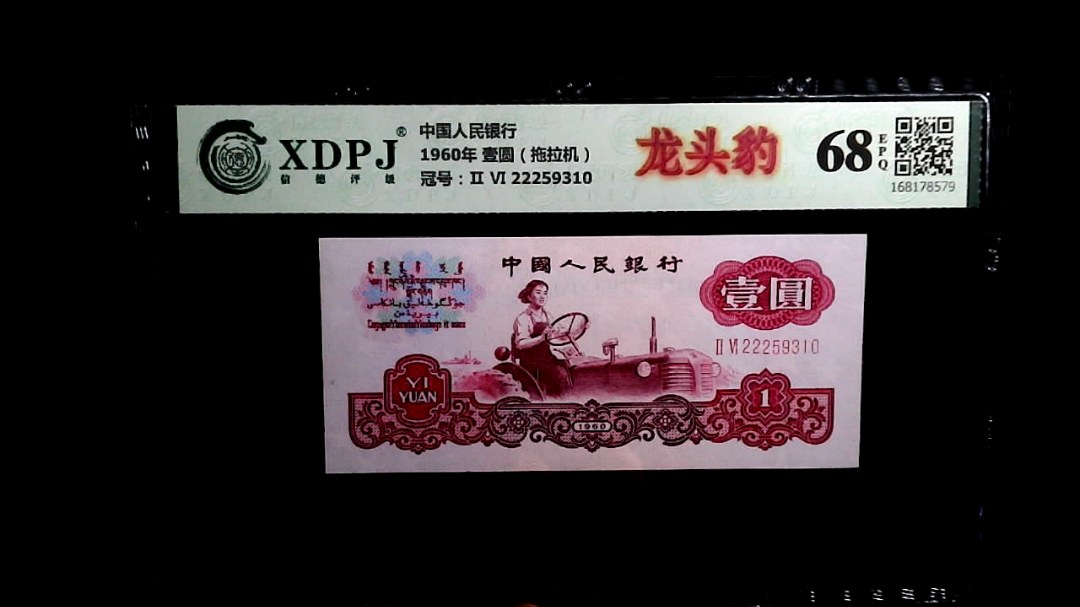 XDPJ®
信德评级
中国人民银行
1960年 壹圆（拖拉机）
冠号：Ⅱ Ⅵ 22259310
龙头豹
68
EPQ
168178579
中國人民銀行
壹圓
Ⅱ Ⅵ 22259310
YI
YUAN
1
1960